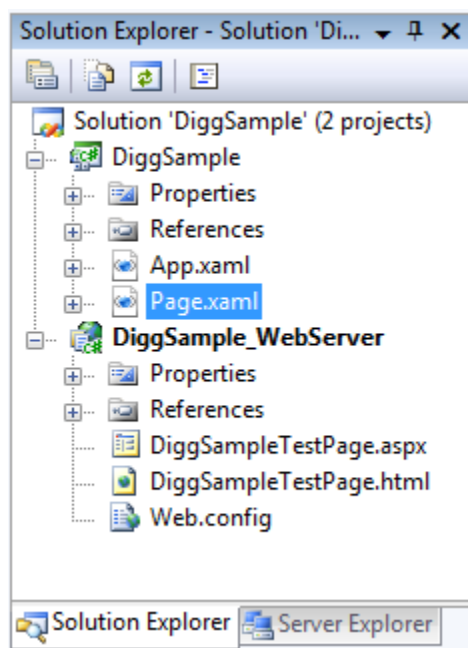 Solution Explorer - Solution 'Di...
Solution 'DiggSample' (2 projects)
DiggSample
Properties
References
App.xaml
Page.xaml
DiggSample_WebServer
Properties
References
DiggSampleTestPage.aspx
DiggSampleTestPage.html
Web.config
Solution Explorer Server Explorer